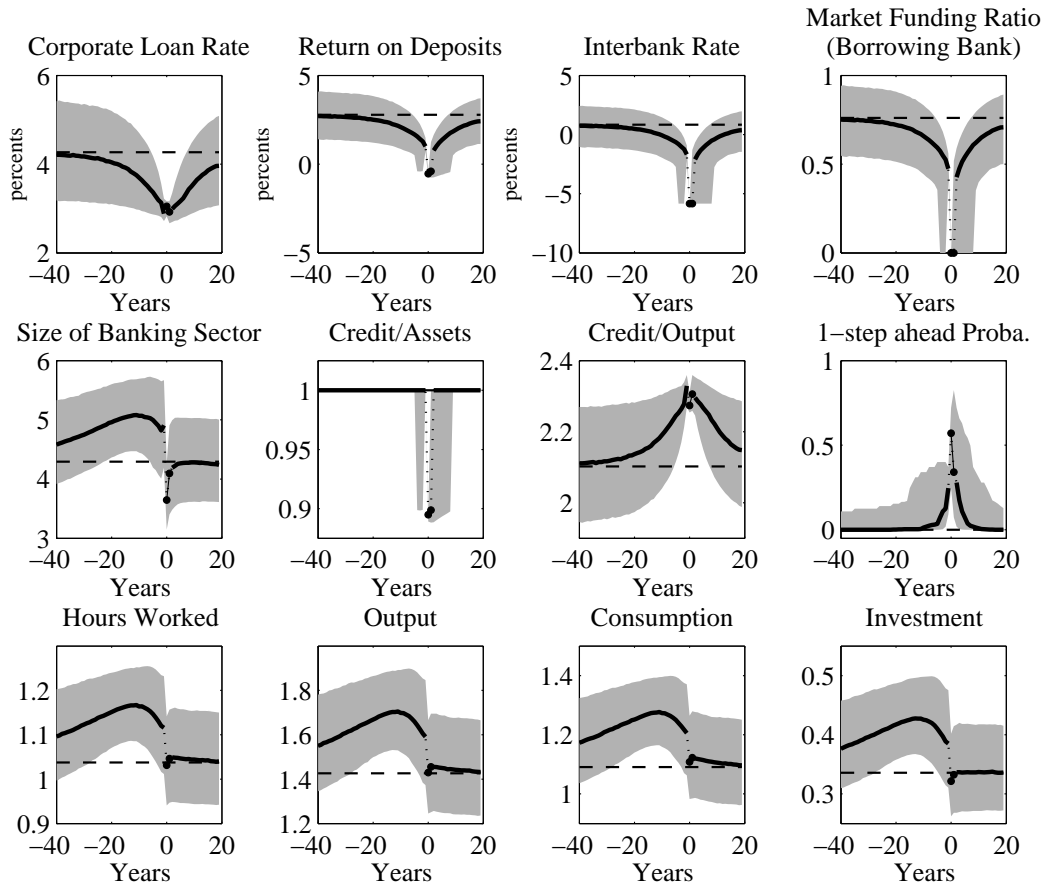 Corporate Loan Rate
6
4
2
percents
−40 −20 0 20
Years
Return on Deposits
5
0
−5
percents
−40 −20 0 20
Years
Interbank Rate
5
0
−5
−10
percents
−40 −20 0 20
Years
Market Funding Ratio
(Borrowing Bank)
1
0.5
0
−40 −20 0 20
Years
Size of Banking Sector
6
5
4
3
−40 −20 0 20
Years
Credit/Assets
1
0.95
0.9
−40 −20 0 20
Years
Credit/Output
2.4
2.2
2
−40 −20 0 20
Years
1−step ahead Proba.
1
0.5
0
−40 −20 0 20
Years
Hours Worked
1.2
1.1
1
0.9
−40 −20 0 20
Years
Output
1.8
1.6
1.4
1.2
−40 −20 0 20
Years
Consumption
1.4
1.2
1
−40 −20 0 20
Years
Investment
0.5
0.4
0.3
−40 −20 0 20
Years